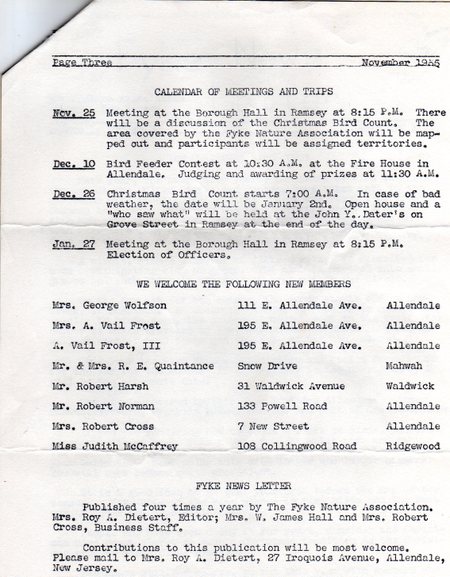 Page Three November 1955
CALENDAR OF MEETINGS AND TRIPS
Nov. 25 Meeting at the Borough Hall in Ramsey at 8:15 P.M. There
will be a discussion of the Christmas Bird Count. The
area covered by the Fyke Nature Association will be map-
ped out and participants will be assigned territories.
Dec. 10 Bird Feeder Contest at 10:30 A.M. at the Fire House in
Allendale. Judging and awarding of prizes at 11:30 A.M.
Dec. 26 Christmas Bird Count starts 7:00 A.M. In case of bad
weather, the date will be January 2nd. Open house and a
"who saw what" will be held at the John Y. Dater's on
Grove Street in Ramsey at the end of the day.
Jan. 27 Meeting at the Borough Hall in Ramsey at 8:15 P.M.
Election of Officers.
WE WELCOME THE FOLLOWING NEW MEMBERS
Mrs. George Wolfson 111 E. Allendale Ave. Allendale
Mrs. A. Vail Frost 195 E. Allendale Ave. Allendale
A. Vail Frost, III 195 E. Allendale Ave. Allendale
Mr. & Mrs. R. E. Quaintance Snow Drive Mahwah
Mr. Robert Harsh 31 Waldwick Avenue Waldwick
Mr. Robert Norman 133 Powell Road Allendale
Mrs. Robert Cross 7 New Street Allendale
Miss Judith McCaffrey 108 Collingwood Road Ridgewood
FYKE NEWS LETTER
Published four times a year by The Fyke Nature Association.
Mrs. Roy A. Dietert, Editor; Mrs. W. James Hall and Mrs. Robert
Cross, Business Staff.
Contributions to this publication will be most welcome.
Please mail to Mrs. Roy A. Dietert, 27 Iroquois Avenue, Allendale,
New Jersey.